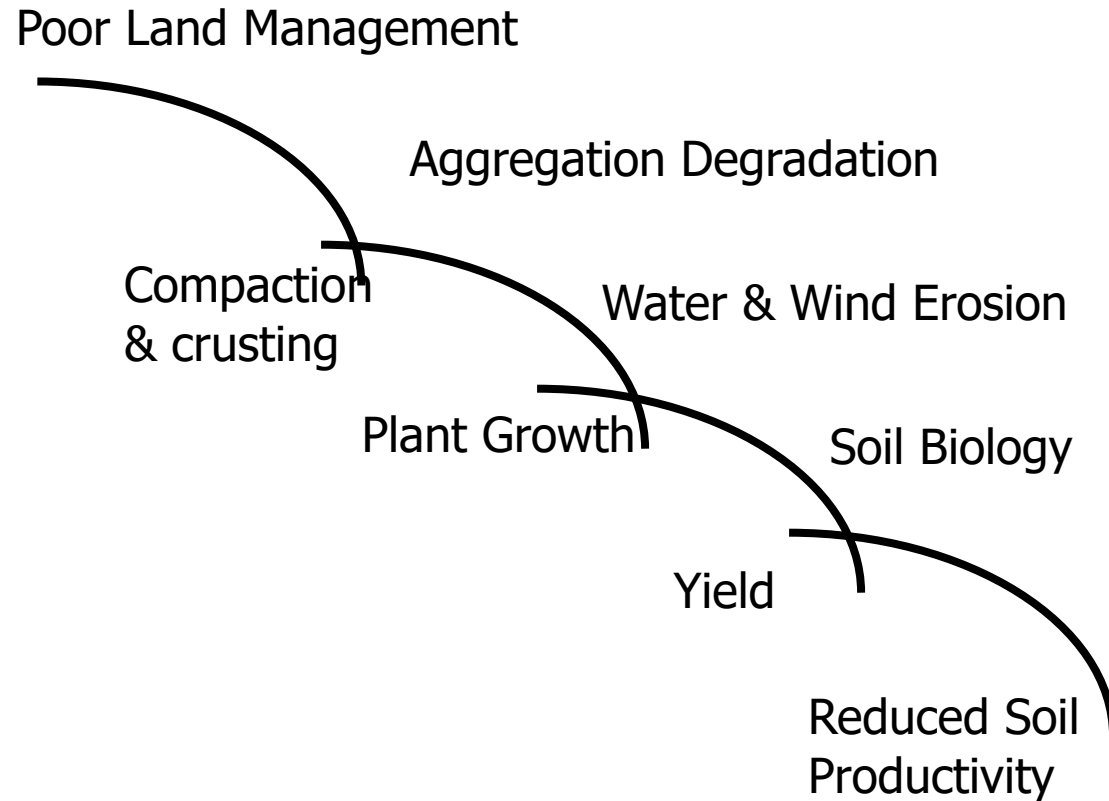 Poor Land Management
Aggregation Degradation
Compaction
& crusting
Water & Wind Erosion
Plant Growth
Soil Biology
Yield
Reduced Soil
Productivity